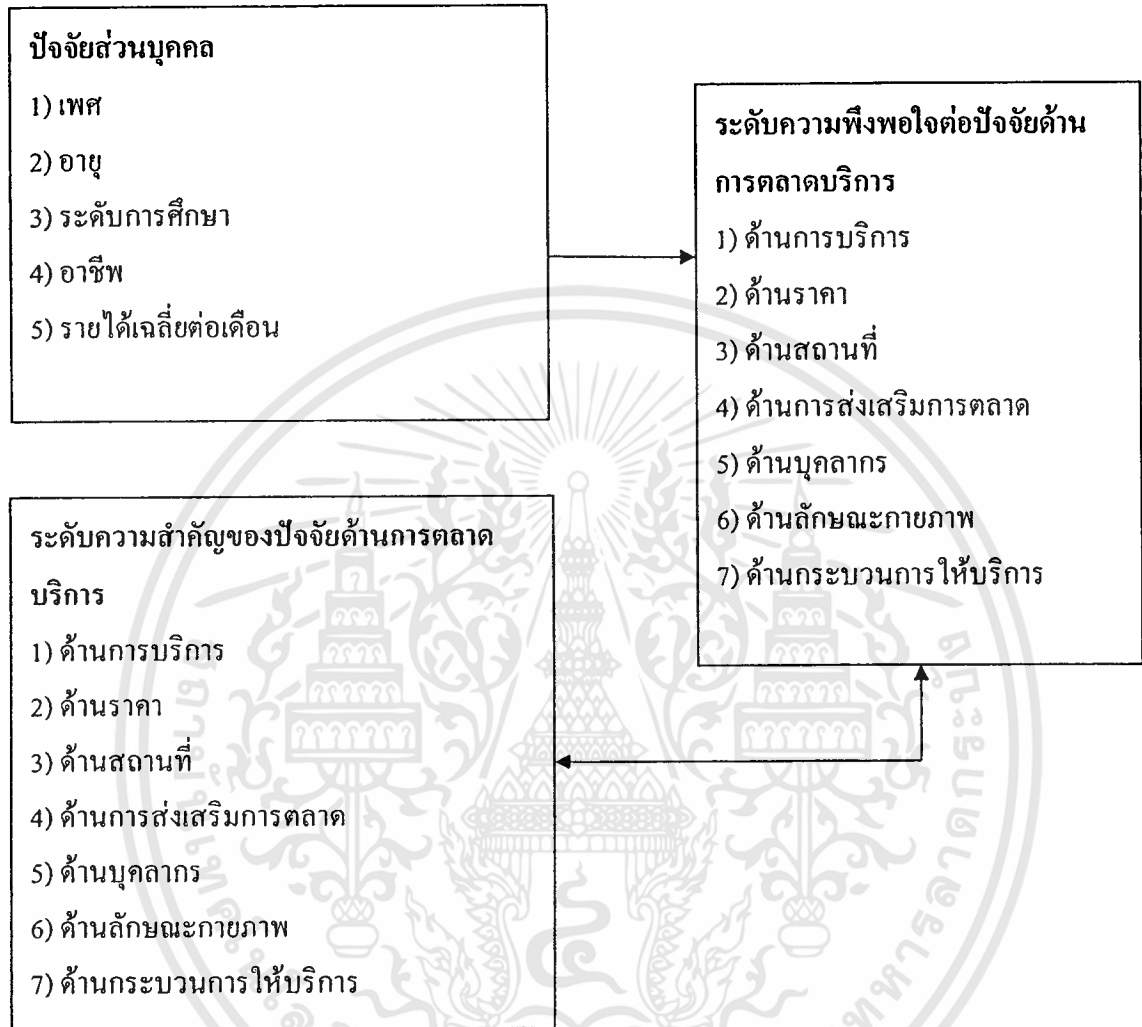 ปัจจัยส่วนบุคคล
1) เพศ
2) อายุ
3) ระดับการศึกษา
4) อาชีพ
5) รายได้เฉลี่ยต่อเดือน
ระดับความพึงพอใจต่อปัจจัยด้าน
การตลาดบริการ
1) ด้านการบริการ
2) ด้านราคา
3) ด้านสถานที่
4) ด้านการส่งเสริมการตลาด
5) ด้านบุคลากร
6) ด้านลักษณะกายภาพ
7) ด้านกระบวนการให้บริการ
ระดับความสำคัญของปัจจัยด้านการตลาด
บริการ
1) ด้านการบริการ
2) ด้านราคา
3) ด้านสถานที่
4) ด้านการส่งเสริมการตลาด
5) ด้านบุคลากร
6) ด้านลักษณะกายภาพ
7) ด้านกระบวนการให้บริการ